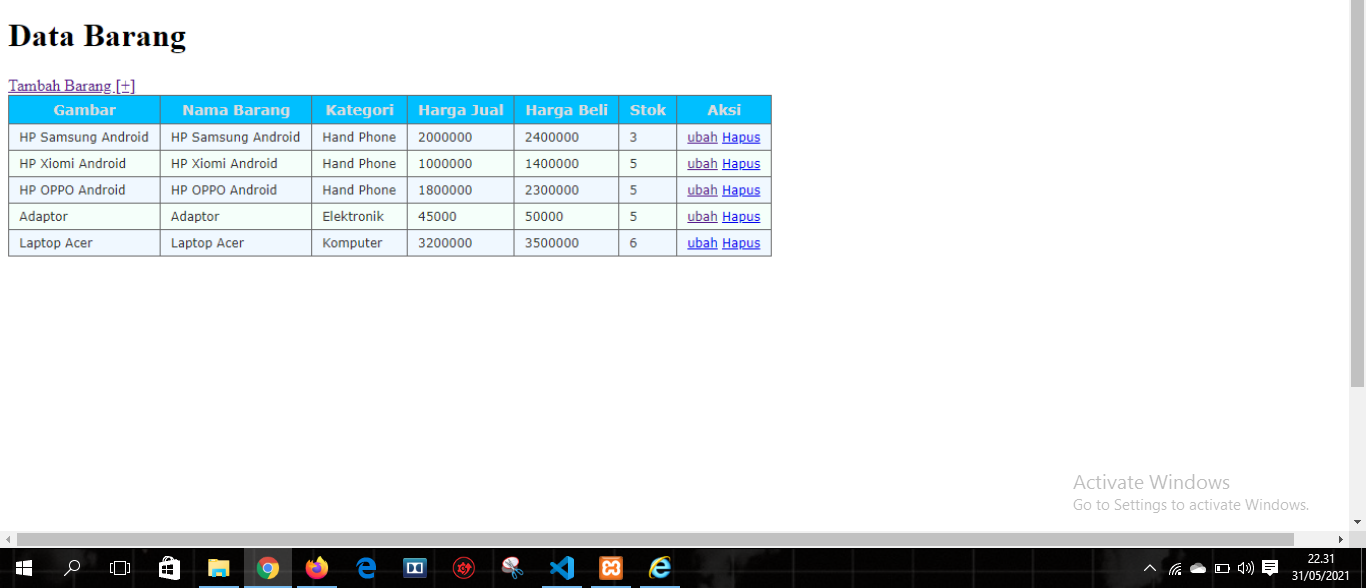 Data Barang
Tambah Barang [+]
Gambar Nama Barang Kategori Harga Jual Harga Beli Stok Aksi
HP Samsung Android HP Samsung Android Hand Phone 2000000 2400000 3 ubah Hapus
HP Xiomi Android HP Xiomi Android Hand Phone 1000000 1400000 5 ubah Hapus
HP OPPO Android HP OPPO Android Hand Phone 1800000 2300000 5 ubah Hapus
Adaptor Adaptor Elektronik 45000 50000 5 ubah Hapus
Laptop Acer Laptop Acer Komputer 3200000 3500000 6 ubah Hapus
Activate Windows
Go to Settings to activate Windows.
22.31
31/05/2021